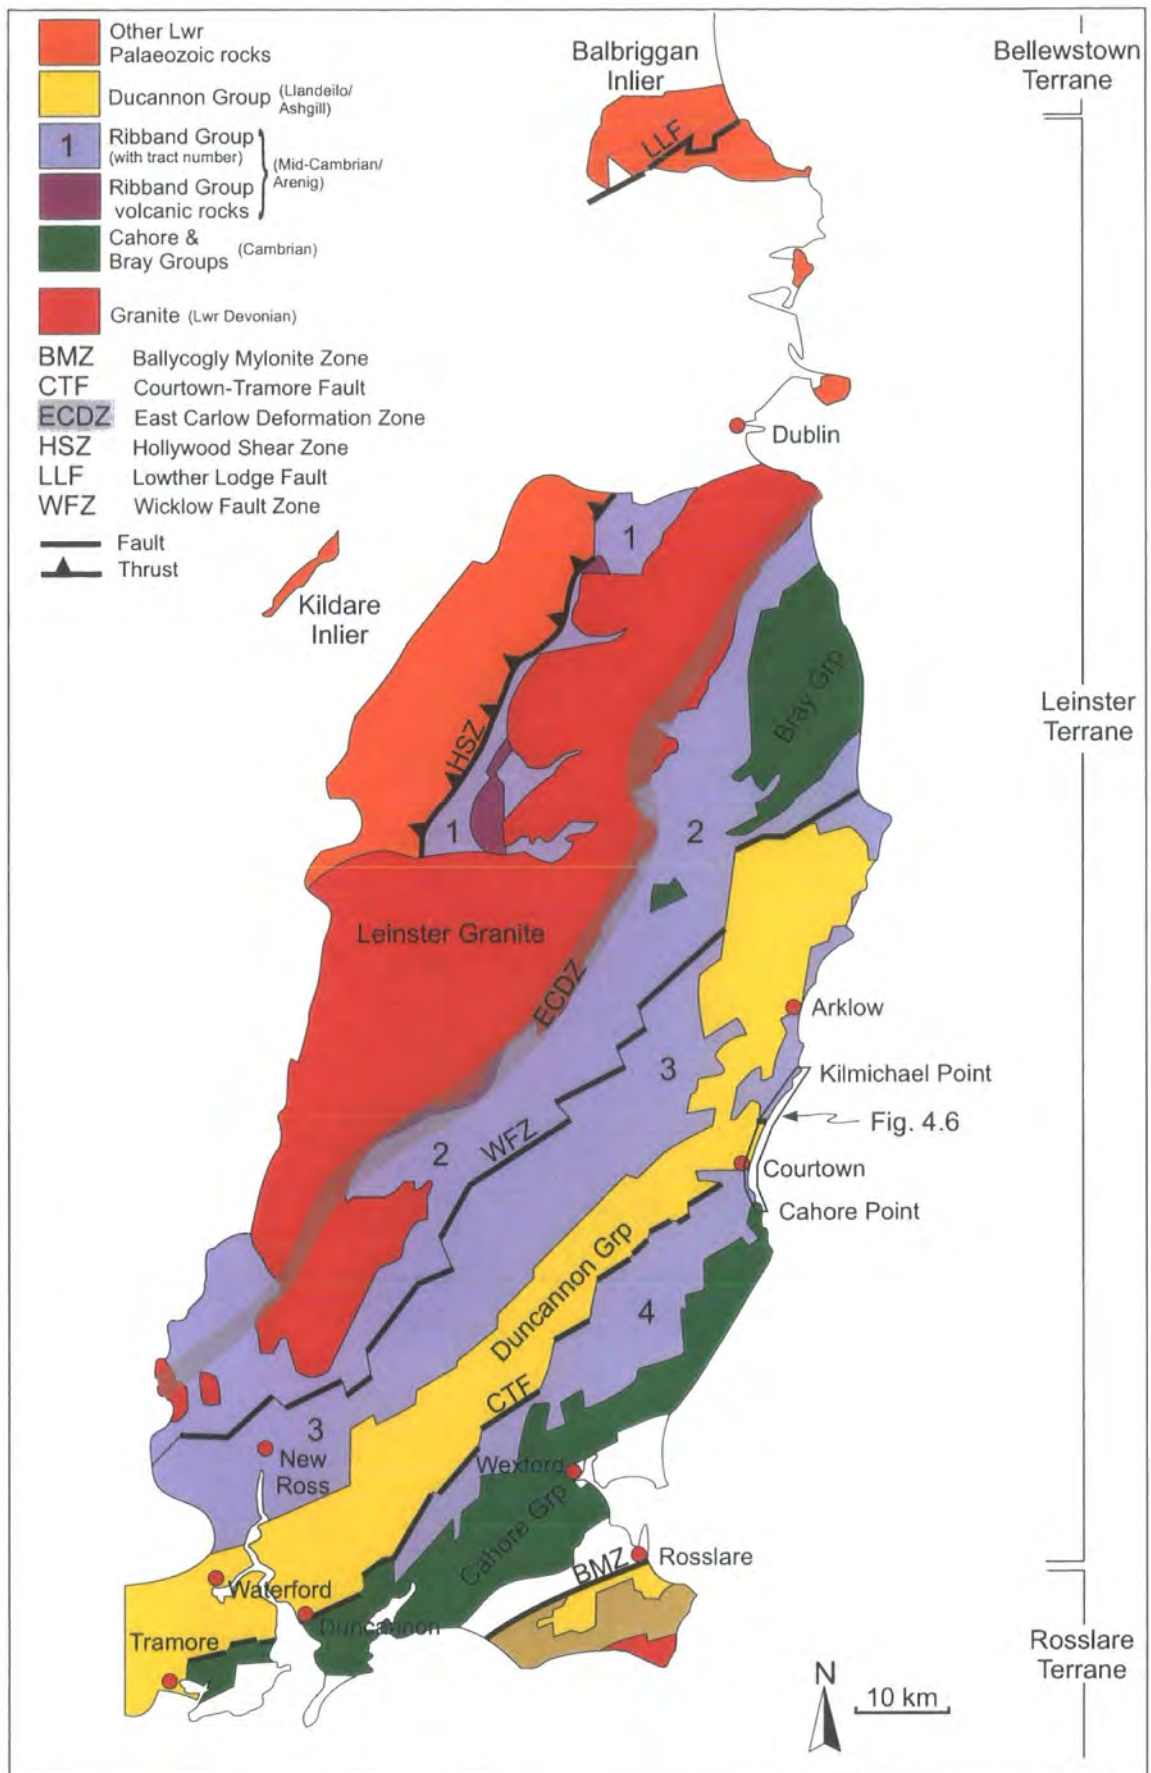 Other Lwr
Palaeozoic rocks
Ducannon Group (Llandeilo/
Ashgill)
1
Ribband Group
(with tract number)
(Mid-Cambrian/
Arenig)
Ribband Group
volcanic rocks
Cahore &
Bray Groups (Cambrian)
Granite (Lwr Devonian)
BMZ Ballycogly Mylonite Zone
CTF Courtown-Tramore Fault
ECDZ East Carlow Deformation Zone
HSZ Hollywood Shear Zone
LLF Lowther Lodge Fault
WFZ Wicklow Fault Zone
Fault
Thrust
Balbriggan
Inlier
Bellewstown
Terrane
LLF
Dublin
1
Kildare
Inlier
Bray Grp
Leinster
Terrane
HSZ
1
2
Leinster Granite
ECDZ
Arklow
3
Kilmichael Point
Fig. 4.6
2
WFZ
Courtown
Cahore Point
Duncannon Grp
4
CTF
3
New
Ross
Wexford
Cahore Grp
BMZ
Rosslare
Waterford
Duncannon
Tramore
Rosslare
Terrane
N
10 km